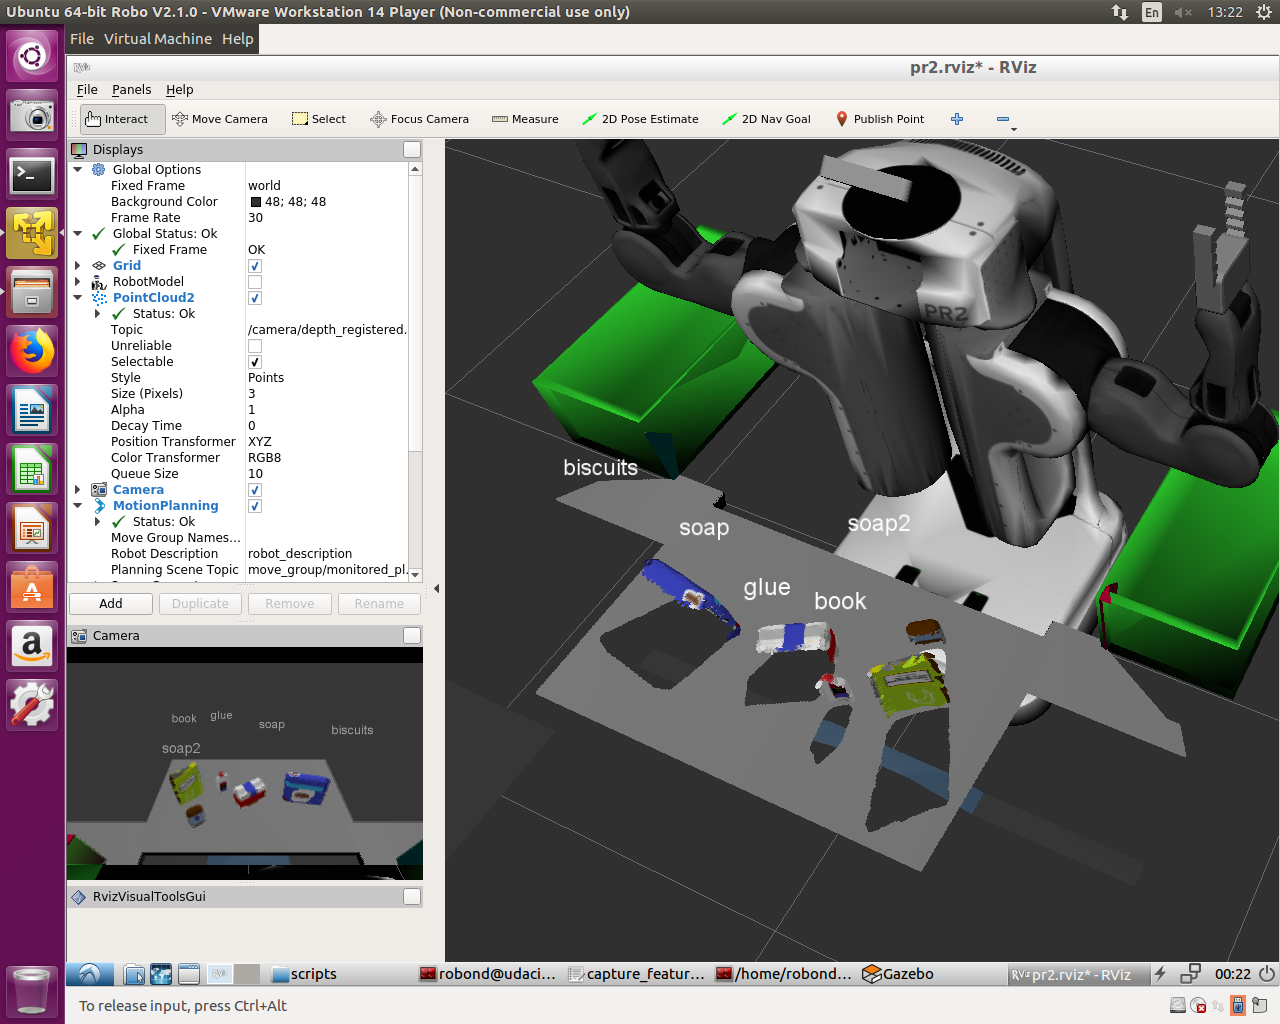 Ubuntu 64-bit Robo V2.1.0 - VMware Workstation 14 Player (Non-commercial use only)
En
13:22
File Virtual Machine Help
RViz
pr2.rviz* - RViz
File Panels Help
Interact Move Camera Select Focus Camera Measure 2D Pose Estimate 2D Nav Goal Publish Point
Displays
Global Options
Fixed Frame world
Background Color 48; 48; 48
Frame Rate 30
Global Status: Ok
Fixed Frame OK
Grid
RobotModel
PointCloud2
Status: Ok
Topic /camera/depth_registered.
Unreliable
Selectable
Style Points
Size (Pixels) 3
Alpha 1
Decay Time 0
Position Transformer XYZ
Color Transformer RGB8
Queue Size 10
Camera
MotionPlanning
Status: Ok
Move Group Names...
Robot Description robot_description
Planning Scene Topic move_group/monitored_pl.
Add Duplicate Remove Rename
Camera
book
glue
soap
biscuits
soap2
RvizVisualToolsGui
PR2
biscuits
soap
soap2
glue
book
scripts
robond@udaci...
capture_featur...
/home/robond...
Gazebo
RViz pr2.rviz* - RViz
00:22
To release input, press Ctrl+Alt